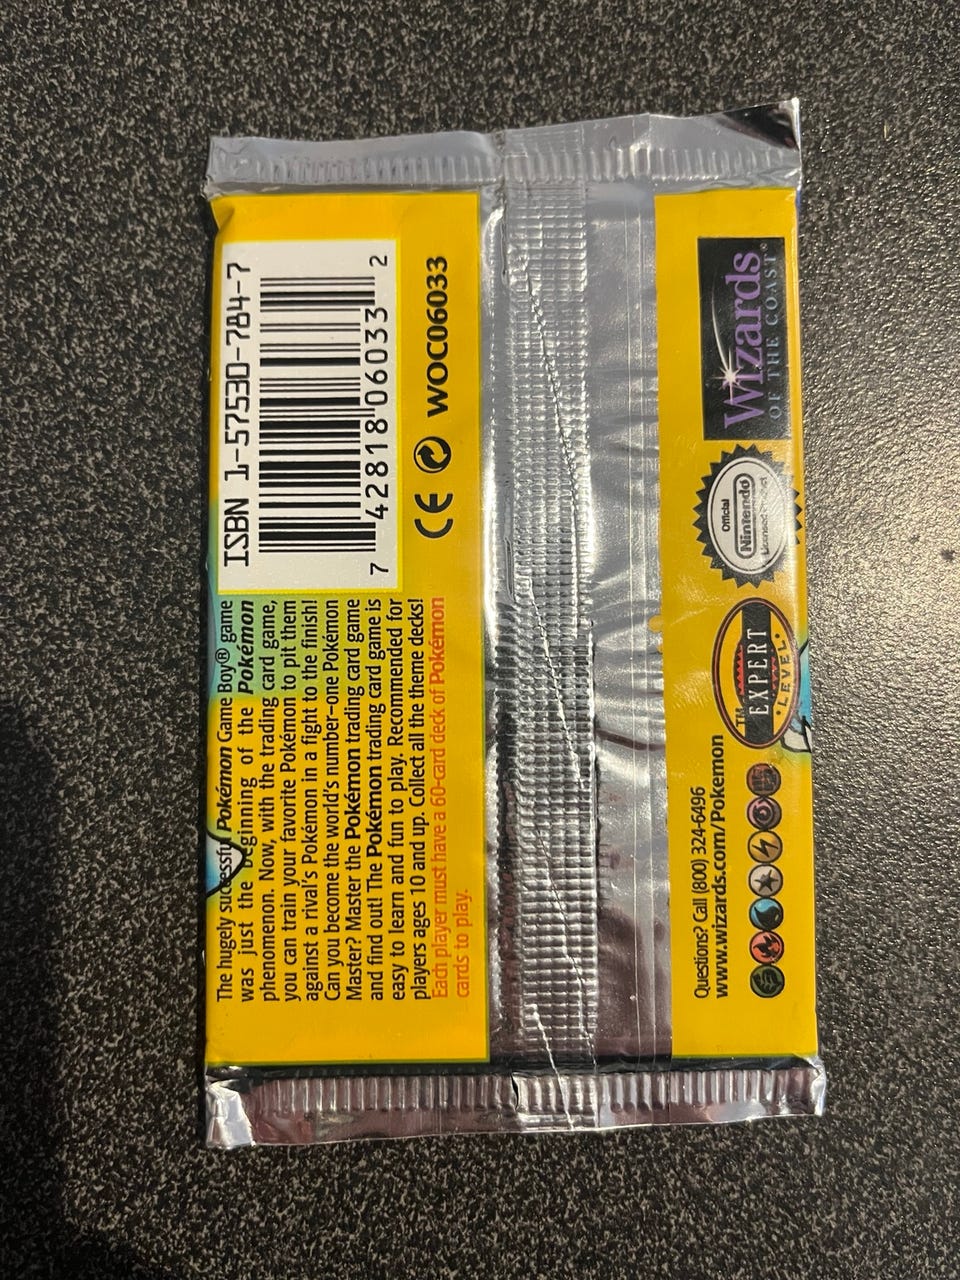 The hugely successful Pokémon Game Boy® game
was just the beginning of the Pokémon
phenomenon. Now, with the trading card game,
you can train your favorite Pokémon to pit them
against a rival's Pokémon in a fight to the finish!
Can you become the world's number-one Pokémon
Master? Master the Pokémon trading card game
and find out! The Pokémon trading card game is
easy to learn and fun to play. Recommended for
players ages 10 and up. Collect all the theme decks!
Each player must have a 60-card deck of Pokémon
cards to play.
ISBN 1-57530-784-7
7 42818 06033 2
CE WOC06033
Questions? Call (800) 324-6496
www.wizards.com/Pokemon
TM
EXPERT
LEVEL
Official
Nintendo
Wizards
OF THE COAST®